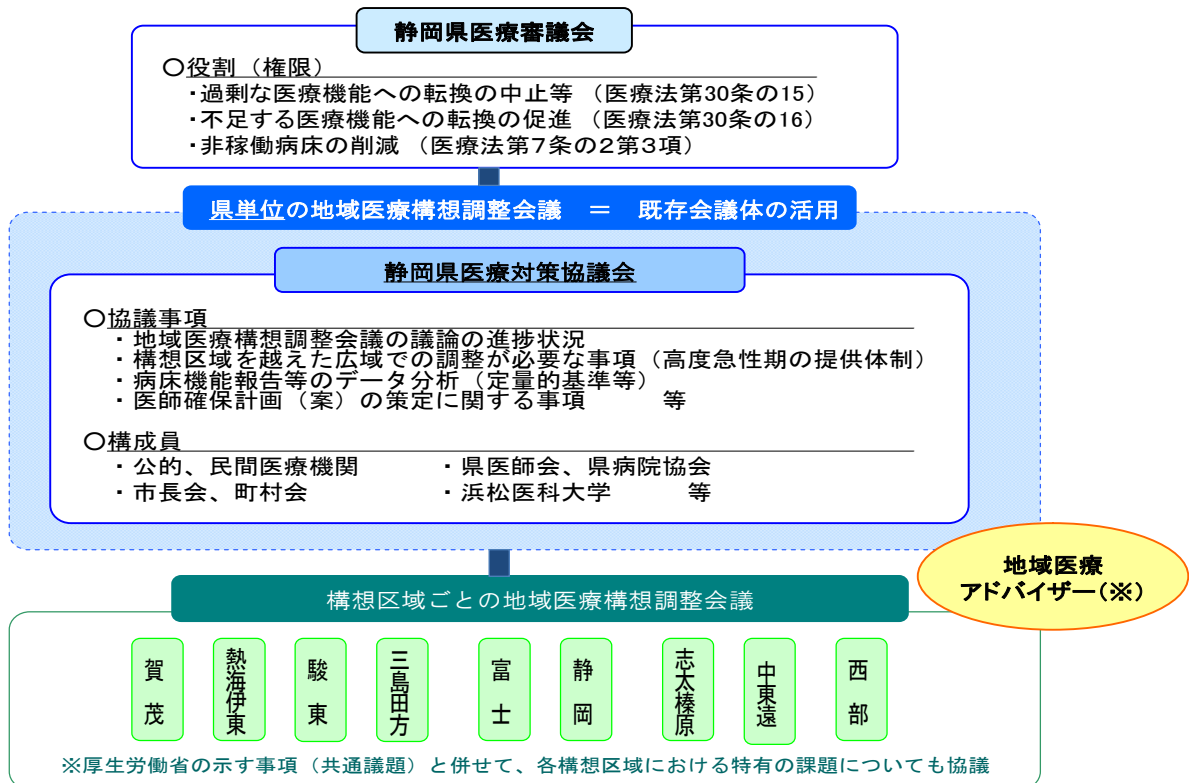 静岡県医療審議会
〇役割（権限）
・過剰な医療機能への転換の中止等（医療法第30条の15）
・不足する医療機能への転換の促進（医療法第30条の16）
・非稼働病床の削減（医療法第７条の２第３項）
県単位の地域医療構想調整会議　＝　既存会議体の活用
静岡県医療対策協議会
〇協議事項
・地域医療構想調整会議の議論の進捗状況
・構想区域を越えた広域での調整が必要な事項（高度急性期の提供体制）
・病床機能報告等のデータ分析（定量的基準等）
・医師確保計画（案）の策定に関する事項　　　等
〇構成員
・公的、民間医療機関　　　・県医師会、県病院協会
・市長会、町村会　　　・浜松医科大学　　　等
地域医療
アドバイザー（※）
構想区域ごとの地域医療構想調整会議
賀茂
熱海伊東
駿東
三島田方
富士
静岡
志太榛原
中東遠
西部
※厚生労働省の示す事項（共通議題）と併せて、各構想区域における特有の課題についても協議